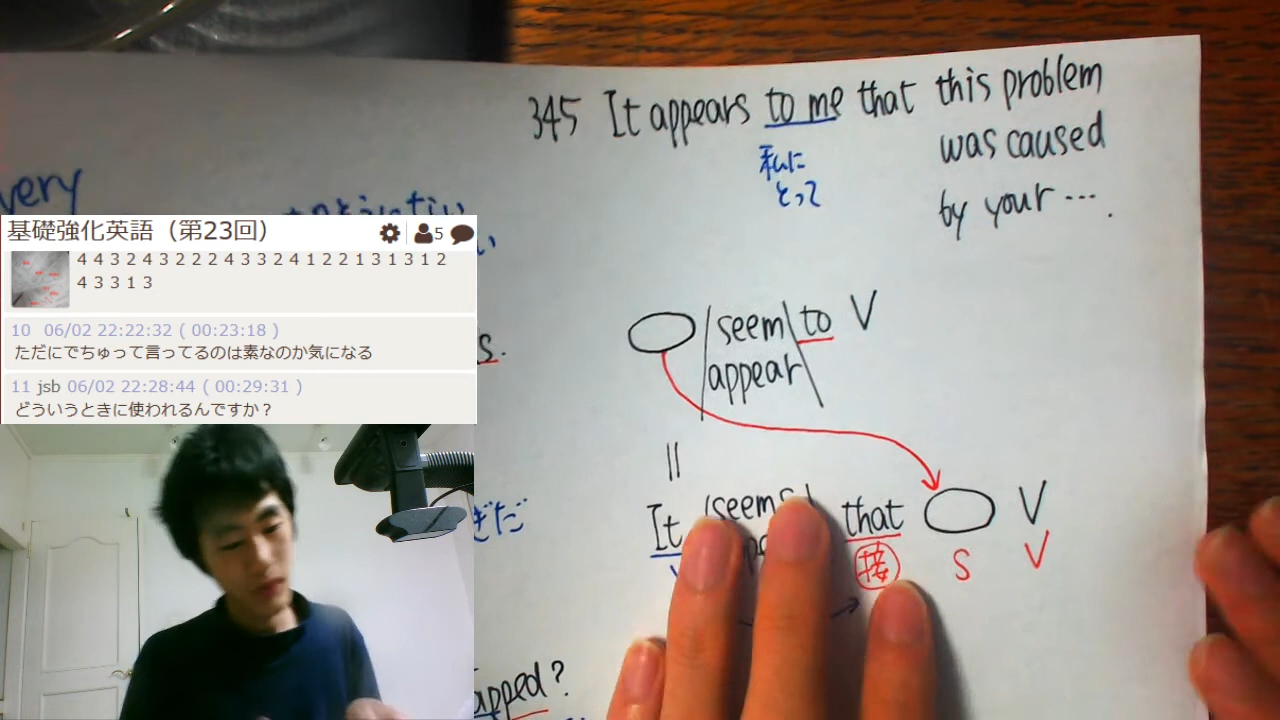 345 It appears to me that this problem
was caused
by your ... .
私に
とって
very
基礎強化英語（第23回）
5
4 4 3 2 4 3 2 2 2 4 3 3 2 4 1 2 2 1 3 1 3 1 2
4 3 3 1 3
10 06/02 22:22:32 ( 00:23:18 )
ただにでちゅって言ってるのは素なのか気になる
11 jsb 06/02 22:28:44 ( 00:29:31 )
どういうときに使われるんですか？
seem to V
appear
=
It seems that V
接 S V
ぎだ